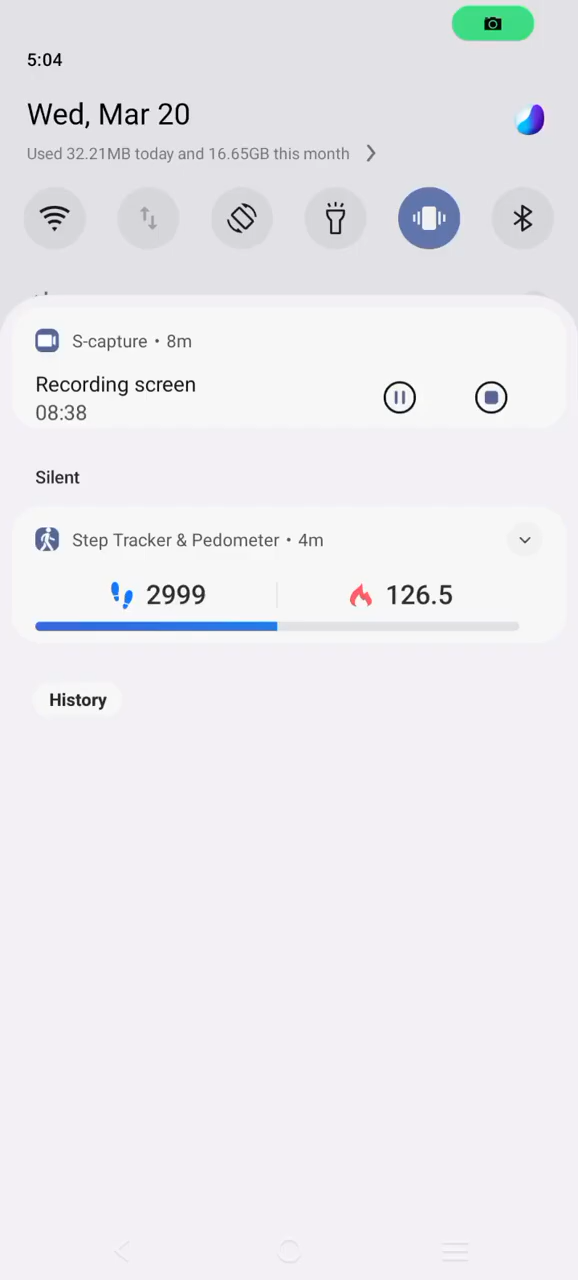 5:04
Wed, Mar 20
Used 32.21MB today and 16.65GB this month
S-capture • 8m
Recording screen
08:38
Silent
Step Tracker & Pedometer • 4m
2999
126.5
History